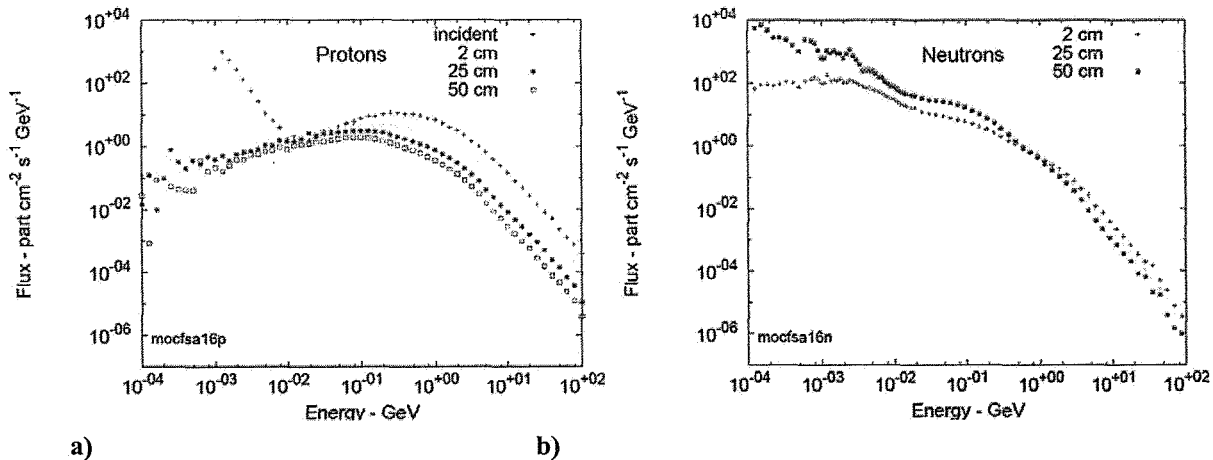 10+04
10+02
10+00
10-02
10-04
10-06
Flux - part cm-2 s-1 GeV-1
incident
2 cm
25 cm
50 cm
Protons
mocfsa16p
10-04 10-03 10-02 10-01 10+00 10+01 10+02
Energy - GeV
a)
10+04
10+02
10+00
10-02
10-04
10-06
Flux - part cm-2 s-1 GeV-1
2 cm
25 cm
50 cm
Neutrons
mocfsa16n
10-04 10-03 10-02 10-01 10+00 10+01 10+02
Energy - GeV
b)